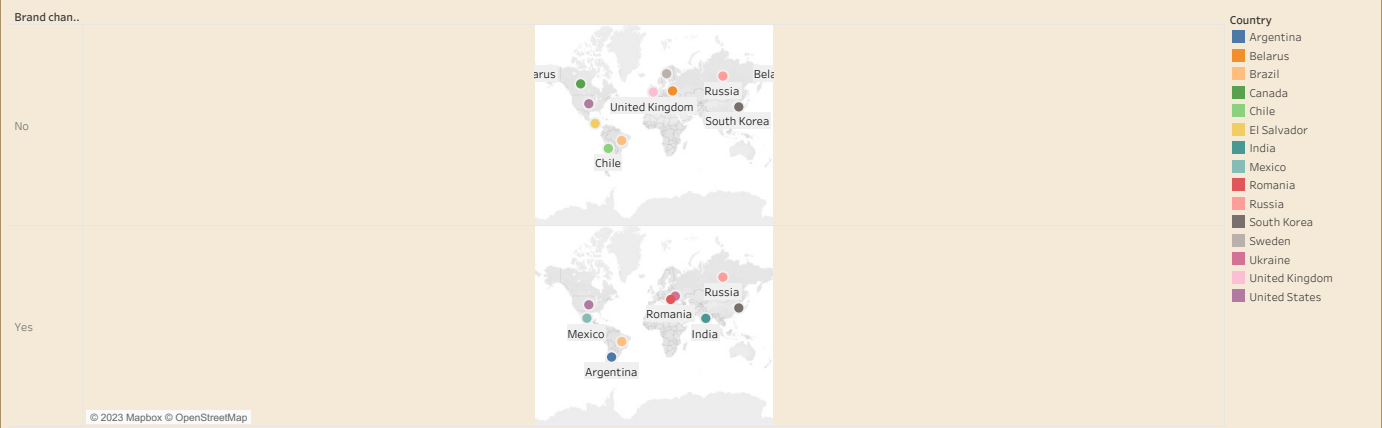 Brand chan..
Country
Argentina
Belarus
Brazil
Canada
Chile
El Salvador
India
Mexico
Romania
Russia
South Korea
Sweden
Ukraine
United Kingdom
United States
No
arus
Bela
Russia
United Kingdom
South Korea
Chile
Yes
Russia
Romania
Mexico
India
Argentina
© 2023 Mapbox © OpenStreetMap